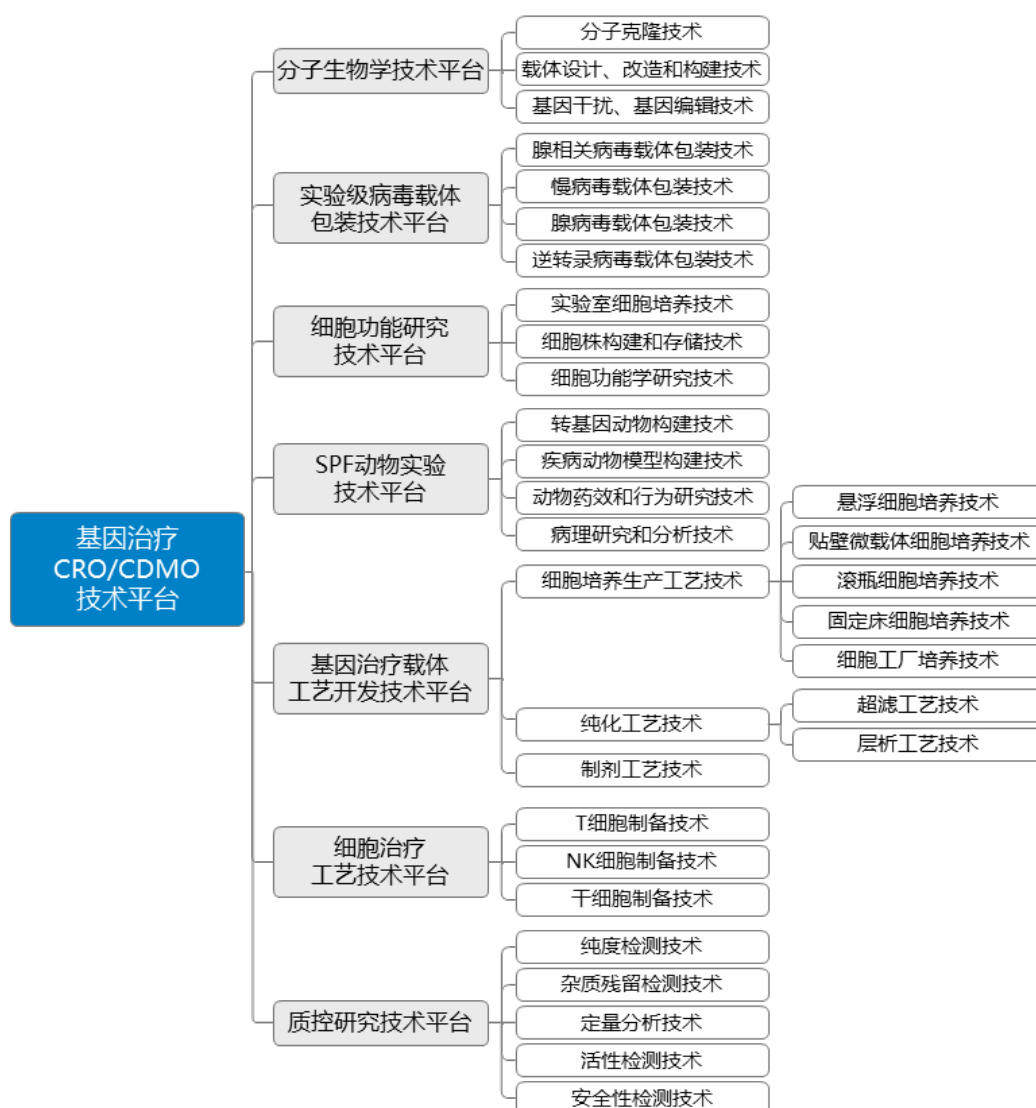 分子克隆技术
分子生物学技术平台
载体设计、改造和构建技术
基因干扰、基因编辑技术
腺相关病毒载体包装技术
实验级病毒载体
包装技术平台
慢病毒载体包装技术
腺病毒载体包装技术
逆转录病毒载体包装技术
实验室细胞培养技术
细胞功能研究
技术平台
细胞株构建和存储技术
细胞功能学研究技术
转基因动物构建技术
SPF动物实验
技术平台
疾病动物模型构建技术
动物药效和行为研究技术
病理研究和分析技术
基因治疗
CRO/CDMO
技术平台
基因治疗载体
工艺开发技术平台
细胞培养生产工艺技术
悬浮细胞培养技术
贴壁微载体细胞培养技术
滚瓶细胞培养技术
固定床细胞培养技术
细胞工厂培养技术
纯化工艺技术
超滤工艺技术
层析工艺技术
制剂工艺技术
细胞治疗
工艺技术平台
T细胞制备技术
NK细胞制备技术
干细胞制备技术
质控研究技术平台
纯度检测技术
杂质残留检测技术
定量分析技术
活性检测技术
安全性检测技术